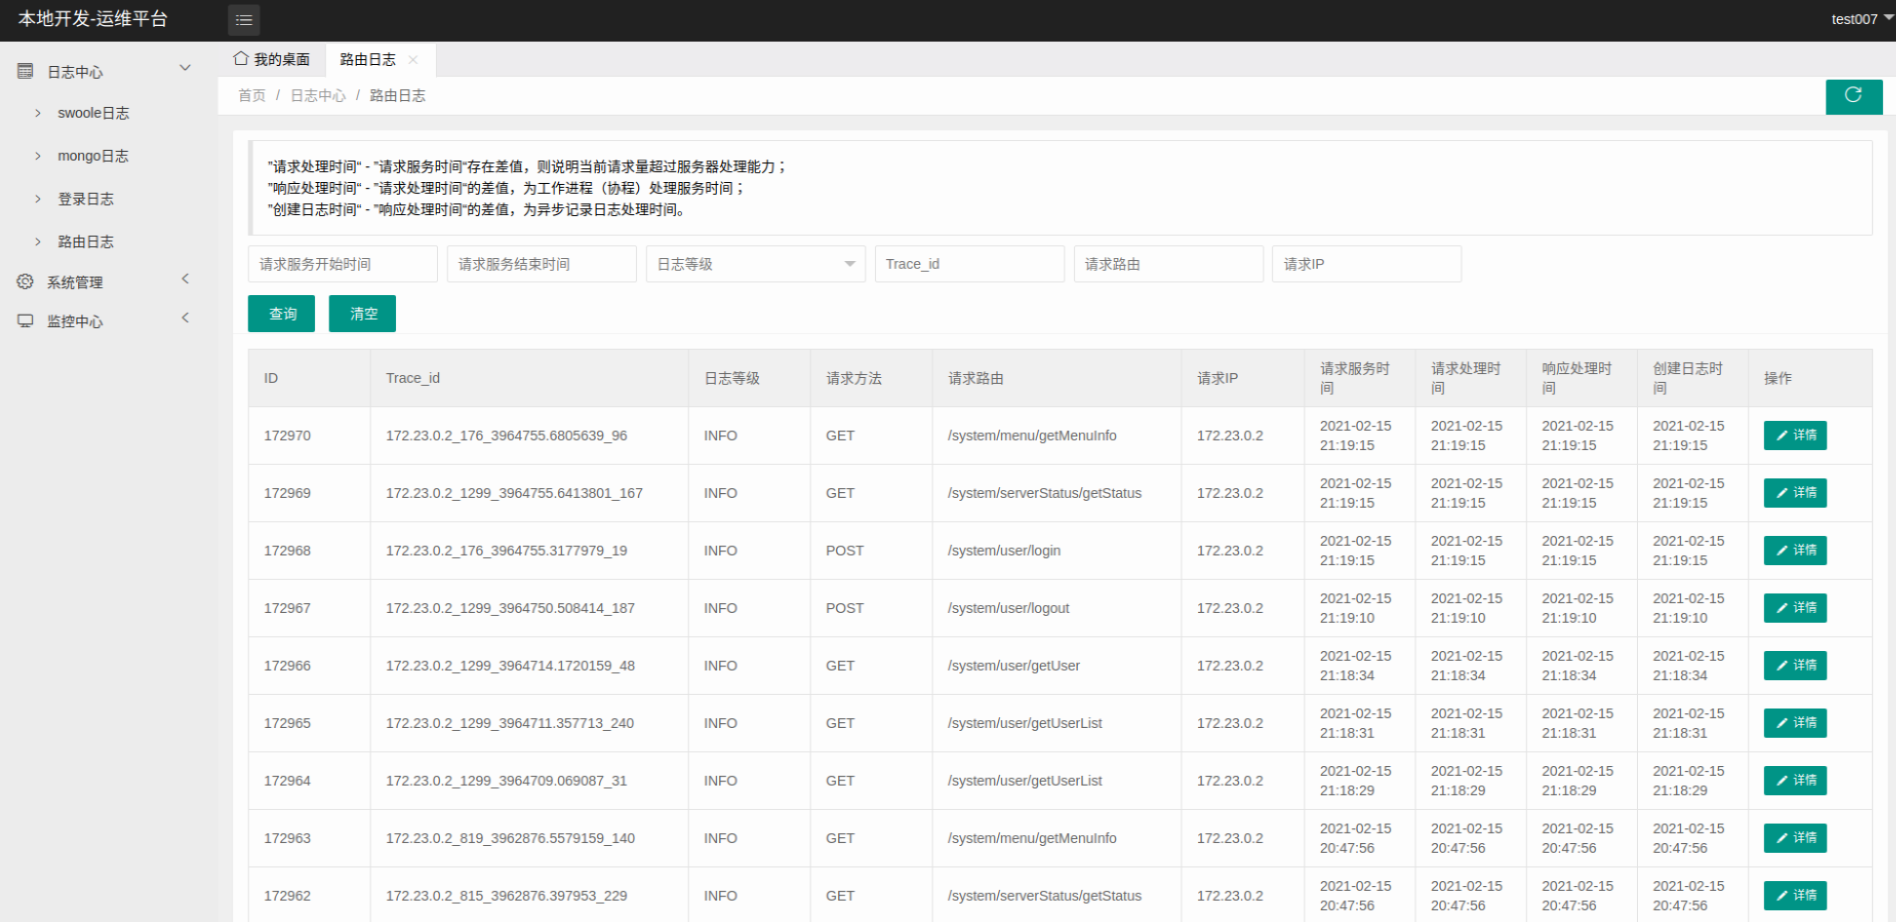 本地开发-运维平台
test007
日志中心
swoole日志
mongo日志
登录日志
路由日志
系统管理
监控中心
我的桌面 路由日志
首页 / 日志中心 / 路由日志
"请求处理时间“ - "请求服务时间“存在差值，则说明当前请求量超过服务器处理能力；
"响应处理时间“ - "请求处理时间“的差值，为工作进程（协程）处理服务时间；
"创建日志时间“ - "响应处理时间“的差值，为异步记录日志处理时间。
请求服务开始时间 请求服务结束时间 日志等级 Trace_id 请求路由 请求IP
查询 清空
ID Trace_id 日志等级 请求方法 请求路由 请求IP 请求服务时间 请求处理时间 响应处理时间 创建日志时间 操作
172970 172.23.0.2_176_3964755.6805639_96 INFO GET /system/menu/getMenuInfo 172.23.0.2 2021-02-15 21:19:15 2021-02-15 21:19:15 2021-02-15 21:19:15 2021-02-15 21:19:15 详情
172969 172.23.0.2_1299_3964755.6413801_167 INFO GET /system/serverStatus/getStatus 172.23.0.2 2021-02-15 21:19:15 2021-02-15 21:19:15 2021-02-15 21:19:15 2021-02-15 21:19:15 详情
172968 172.23.0.2_176_3964755.3177979_19 INFO POST /system/user/login 172.23.0.2 2021-02-15 21:19:15 2021-02-15 21:19:15 2021-02-15 21:19:15 2021-02-15 21:19:15 详情
172967 172.23.0.2_1299_3964750.508414_187 INFO POST /system/user/logout 172.23.0.2 2021-02-15 21:19:10 2021-02-15 21:19:10 2021-02-15 21:19:10 2021-02-15 21:19:10 详情
172966 172.23.0.2_1299_3964714.1720159_48 INFO GET /system/user/getUser 172.23.0.2 2021-02-15 21:18:34 2021-02-15 21:18:34 2021-02-15 21:18:34 2021-02-15 21:18:34 详情
172965 172.23.0.2_1299_3964711.357713_240 INFO GET /system/user/getUserList 172.23.0.2 2021-02-15 21:18:31 2021-02-15 21:18:31 2021-02-15 21:18:31 2021-02-15 21:18:31 详情
172964 172.23.0.2_1299_3964709.069087_31 INFO GET /system/user/getUserList 172.23.0.2 2021-02-15 21:18:29 2021-02-15 21:18:29 2021-02-15 21:18:29 2021-02-15 21:18:29 详情
172963 172.23.0.2_819_3962876.5579159_140 INFO GET /system/menu/getMenuInfo 172.23.0.2 2021-02-15 20:47:56 2021-02-15 20:47:56 2021-02-15 20:47:56 2021-02-15 20:47:56 详情
172962 172.23.0.2_815_3962876.397953_229 INFO GET /system/serverStatus/getStatus 172.23.0.2 2021-02-15 20:47:56 2021-02-15 20:47:56 2021-02-15 20:47:56 2021-02-15 20:47:56 详情